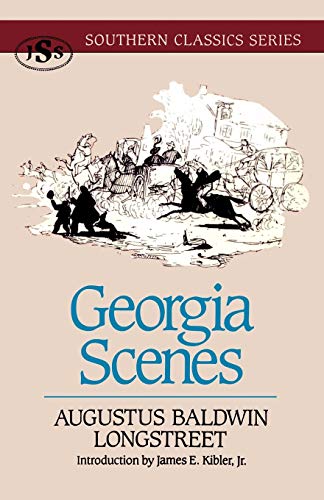 JSS
SOUTHERN CLASSICS SERIES
Georgia
Scenes
AUGUSTUS BALDWIN
LONGSTREET
Introduction by James E. Kibler, Jr.